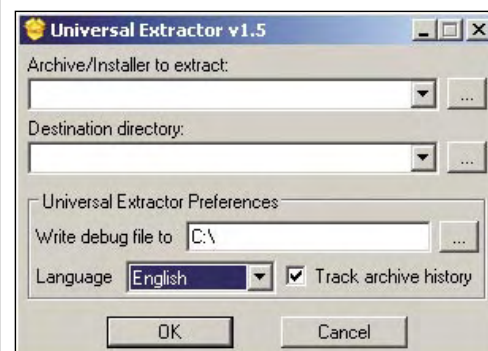 Universal Extractor v1.5
Archive/Installer to extract:
...
Destination directory:
...
Universal Extractor Preferences
Write debug file to C:\ ...
Language English Track archive history
OK Cancel